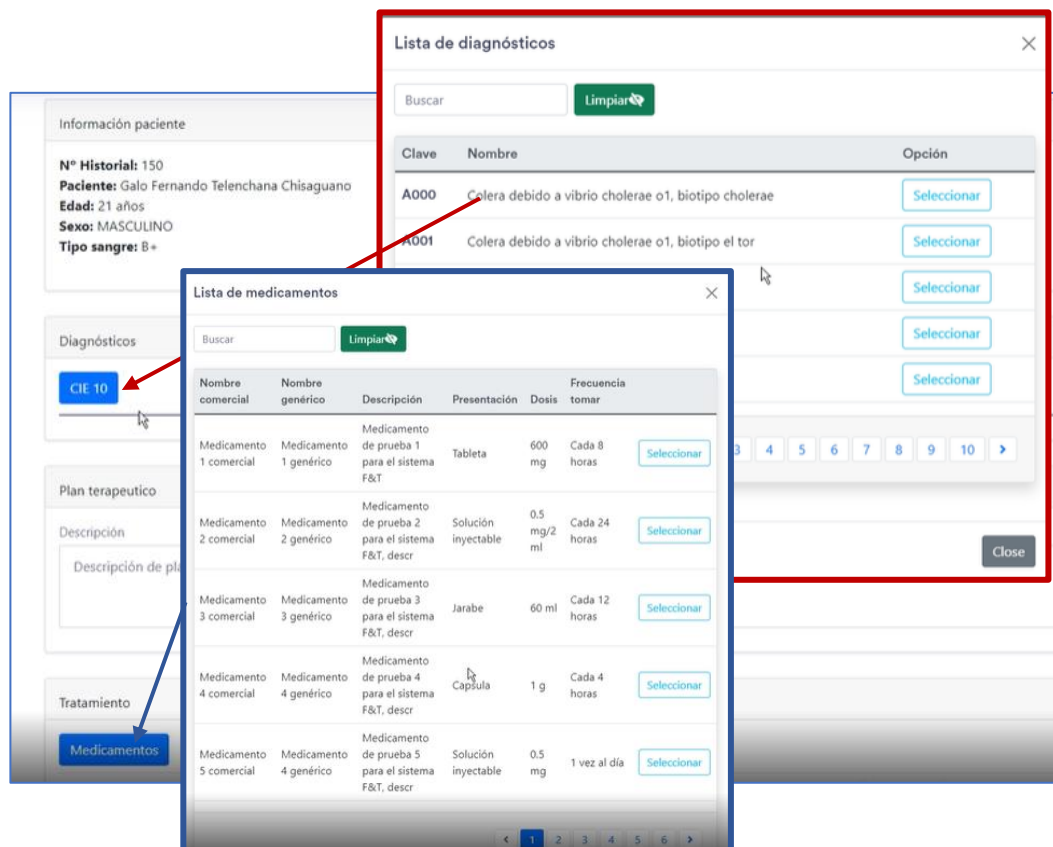 Lista de diagnósticos
Buscar
Limpiar
Clave Nombre Opción
A000 Colera debido a vibrio cholerae o1, biotipo cholerae Seleccionar
A001 Colera debido a vibrio cholerae o1, biotipo el tor Seleccionar
Seleccionar
Seleccionar
Seleccionar
3 4 5 6 7 8 9 10
Close
Información paciente
Nº Historial: 150
Paciente: Galo Fernando Telenchana Chisaguano
Edad: 21 años
Sexo: MASCULINO
Tipo sangre: B+
Diagnósticos
CIE 10
Plan terapeutico
Descripción
Descripción de
Tratamiento
Medicamentos
Lista de medicamentos
Buscar
Limpiar
Nombre comercial Nombre genérico Descripción Presentación Dosis Frecuencia tomar
Medicamento 1 comercial Medicamento 1 genérico Medicamento de prueba 1 para el sistema F&T Tableta 600 mg Cada 8 horas Seleccionar
Medicamento 2 comercial Medicamento 2 genérico Medicamento de prueba 2 para el sistema F&T, descr Solución inyectable 0.5 mg/2 ml Cada 24 horas Seleccionar
Medicamento 3 comercial Medicamento 3 genérico Medicamento de prueba 3 para el sistema F&T, descr Jarabe 60 ml Cada 12 horas Seleccionar
Medicamento 4 comercial Medicamento 4 genérico Medicamento de prueba 4 para el sistema F&T, descr Capsula 1 g Cada 4 horas Seleccionar
Medicamento 5 comercial Medicamento 4 genérico Medicamento de prueba 5 para el sistema F&T, descr Solución inyectable 0.5 mg 1 vez al día Seleccionar
1 2 3 4 5 6